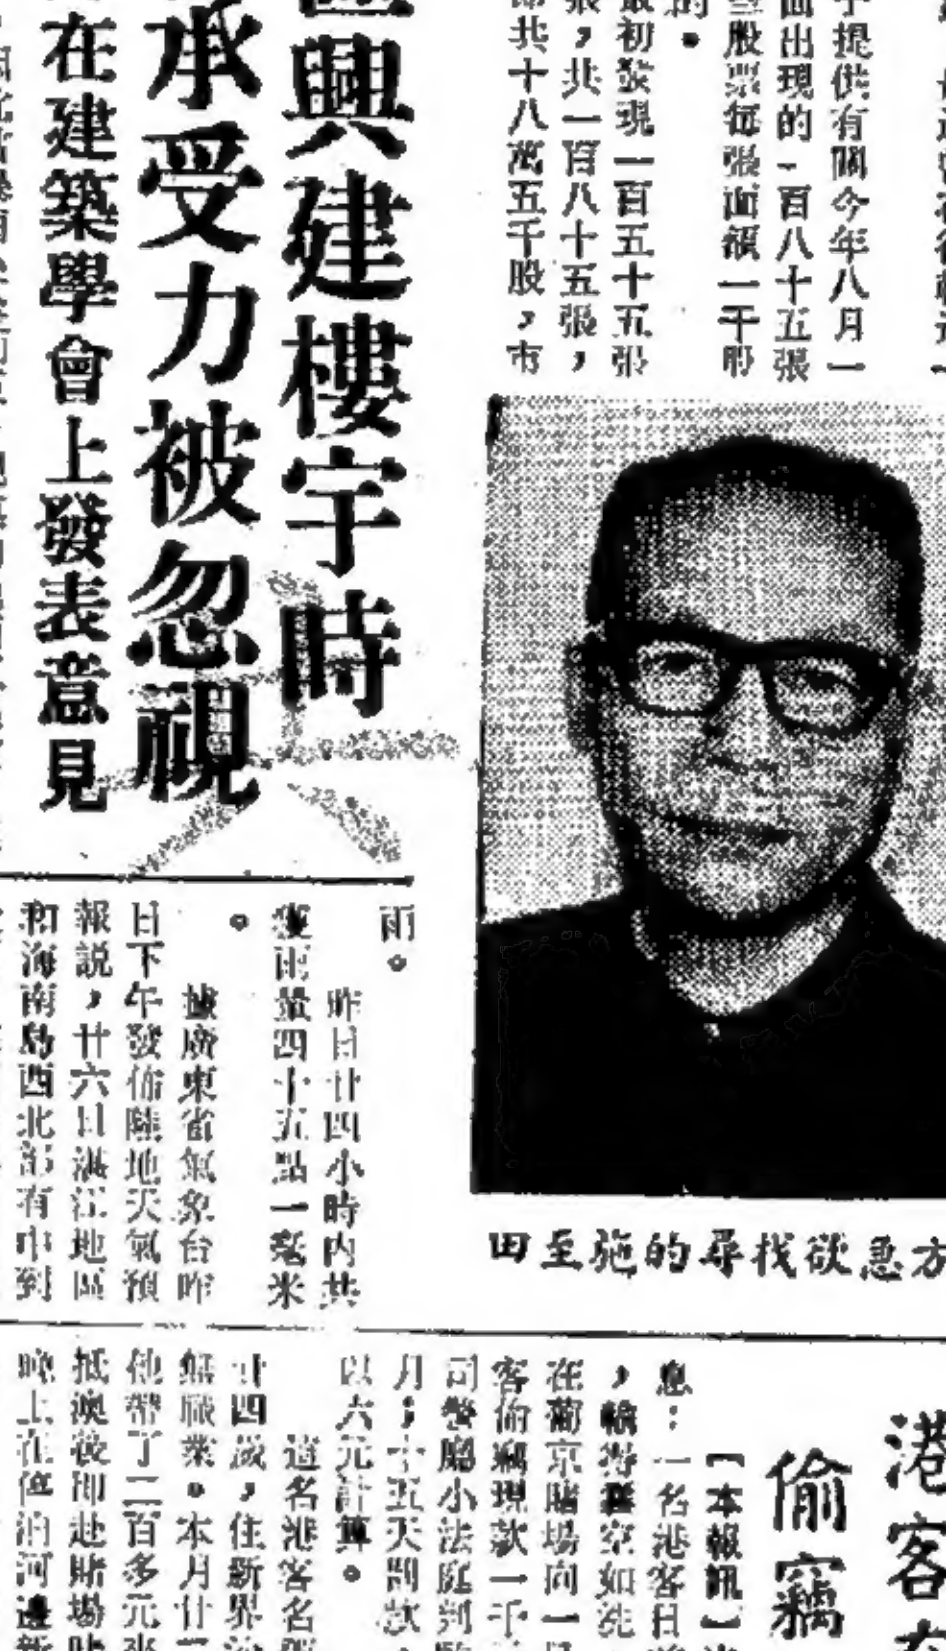 提供有關今年八月一
面出現的一百八十五張
股票每張面額一千股
的。
最初發現一百五十五張
張，共一百八十五張，
共十八萬五千股，市
興建樓宇時
承受力被忽視
在建築學會上發表意見
方急欲找尋的施至田
雨。
昨日廿四小時內共
雨量四十五點一毫米
。
據廣東省氣象台昨
日下午發佈陸地天氣預
報說，廿六日湛江地區
和海南島西北部有中到
港客
偷竊
【本報訊】
息：一名港客日
，輸得囊空如洗
在葡京賭場向一
客偷竊現款一千
司警廳小法庭判
月；十五天罰款，
以六元計算。
這名港客名
廿四歲，住新界
無職業。本月廿
他帶了二百多元
抵澳後即赴賭場
晚上在值泊河邊新